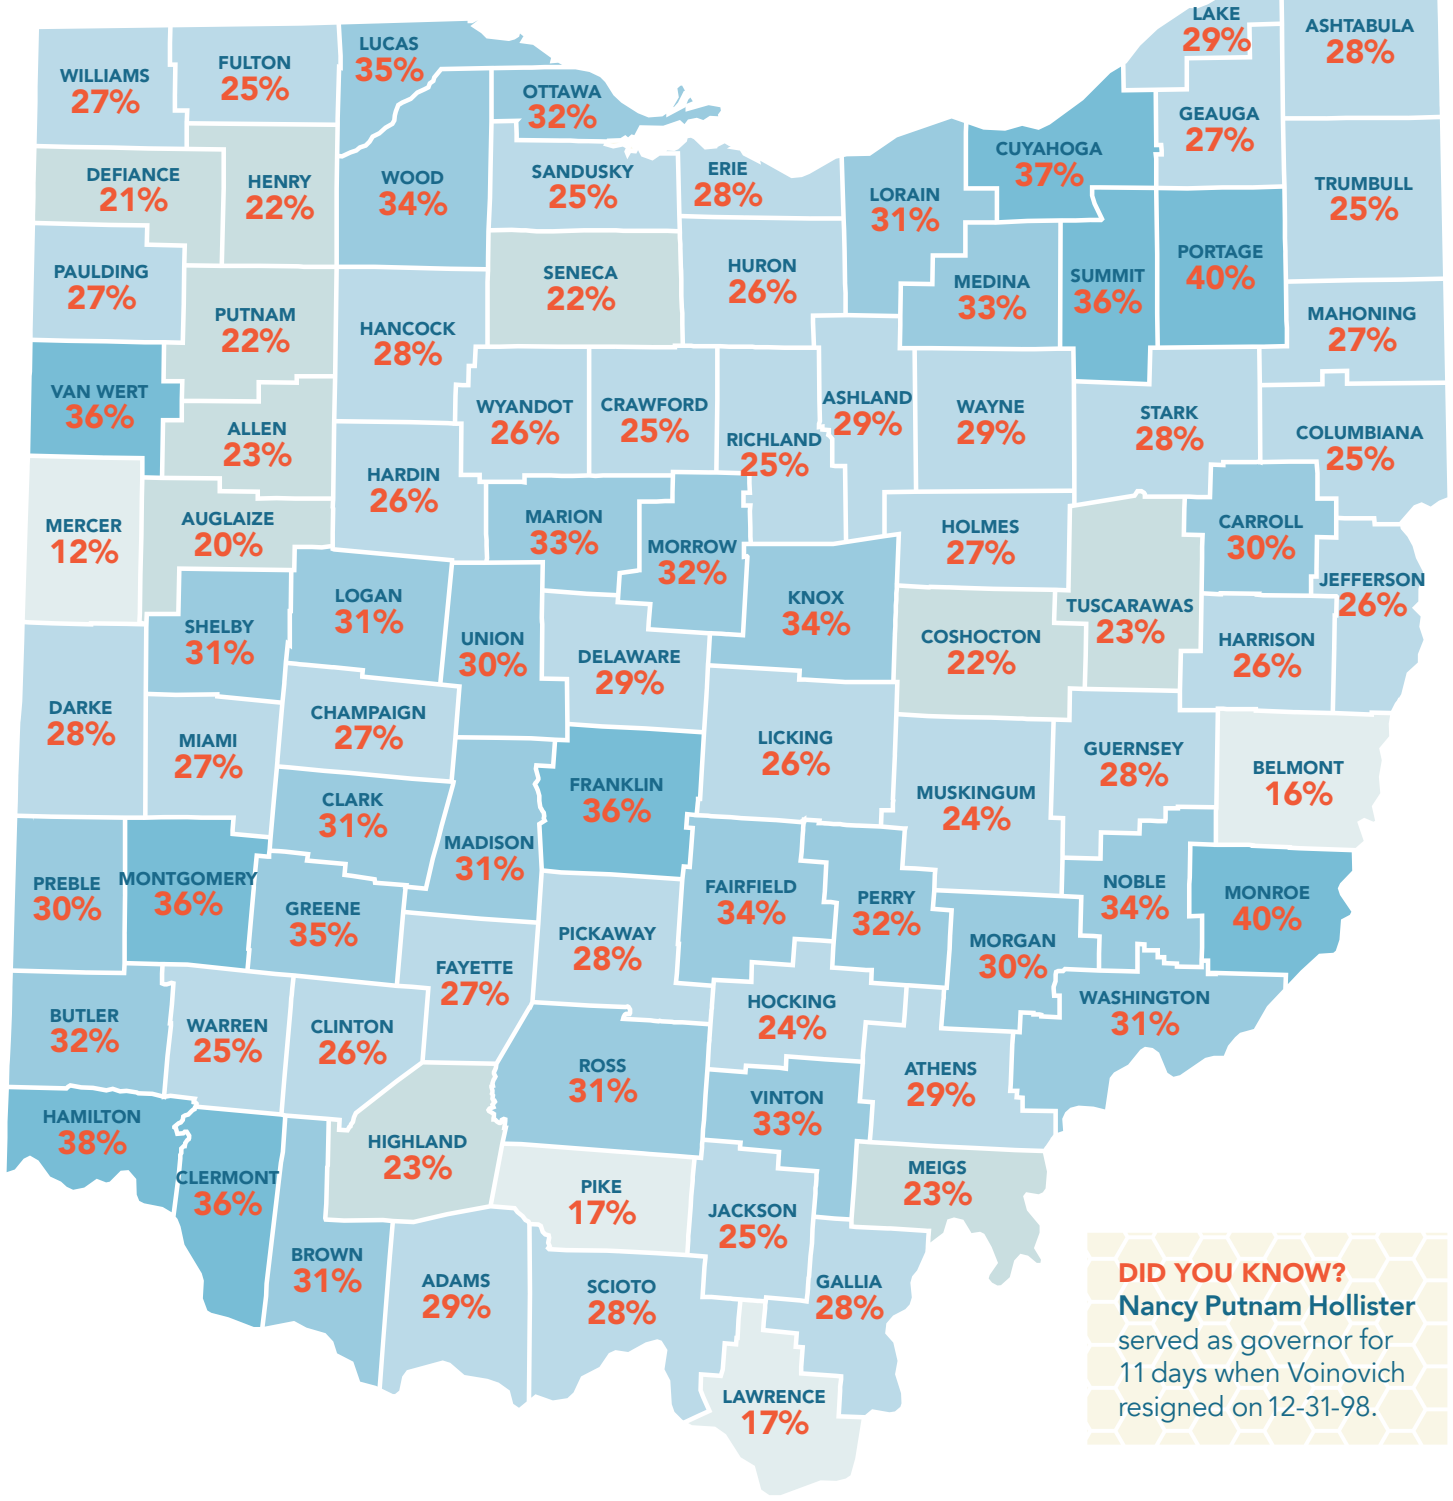 LAKE
29%
ASHTABULA
28%
LUCAS
35%
FULTON
25%
WILLIAMS
27%
OTTAWA
32%
GEAUGA
27%
CUYAHOGA
37%
DEFIANCE
21%
HENRY
22%
WOOD
34%
SANDUSKY
25%
ERIE
28%
LORAIN
31%
TRUMBULL
25%
PAULDING
27%
SENECA
22%
HURON
26%
MEDINA
33%
SUMMIT
36%
PORTAGE
40%
PUTNAM
22%
HANCOCK
28%
MAHONING
27%
VAN WERT
36%
WYANDOT
26%
CRAWFORD
25%
ASHLAND
29%
WAYNE
29%
STARK
28%
ALLEN
23%
RICHLAND
25%
COLUMBIANA
25%
HARDIN
26%
MERCER
12%
AUGLAIZE
20%
MARION
33%
MORROW
32%
HOLMES
27%
CARROLL
30%
JEFFERSON
26%
LOGAN
31%
KNOX
34%
TUSCARAWAS
23%
SHELBY
31%
UNION
30%
DELAWARE
29%
COSHOCTON
22%
HARRISON
26%
DARKE
28%
CHAMPAIGN
27%
MIAMI
27%
LICKING
26%
GUERNSEY
28%
BELMONT
16%
FRANKLIN
36%
MUSKINGUM
24%
CLARK
31%
MADISON
31%
PREBLE
30%
MONTGOMERY
36%
GREENE
35%
FAIRFIELD
34%
PERRY
32%
NOBLE
34%
MONROE
40%
PICKAWAY
28%
MORGAN
30%
FAYETTE
27%
HOCKING
24%
WASHINGTON
31%
BUTLER
32%
WARREN
25%
CLINTON
26%
ROSS
31%
ATHENS
29%
VINTON
33%
HAMILTON
38%
HIGHLAND
23%
CLERMONT
36%
PIKE
17%
MEIGS
23%
JACKSON
25%
BROWN
31%
ADAMS
29%
SCIOTO
28%
GALLIA
28%
LAWRENCE
17%
DID YOU KNOW?
Nancy Putnam Hollister
served as governor for
11 days when Voinovich
resigned on 12-31-98.